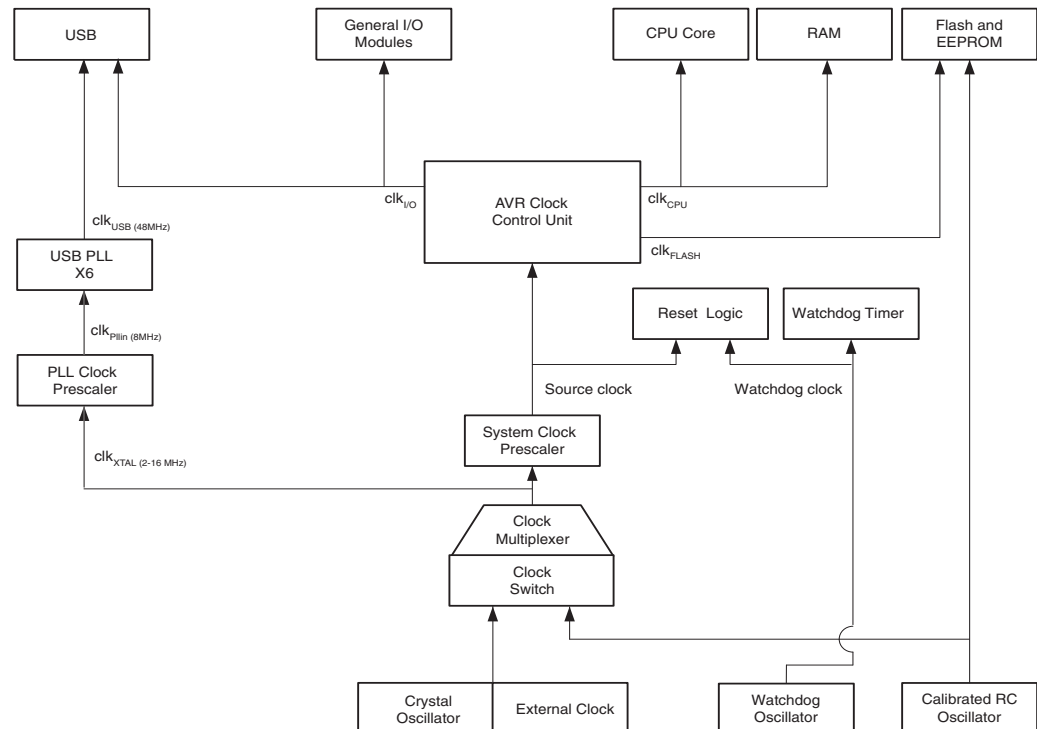 USB
General I/O
Modules
CPU Core
RAM
Flash and
EEPROM
AVR Clock
Control Unit
clkI/O
clkCPU
clkFLASH
clkUSB (48MHz)
USB PLL
X6
clkPllin (8MHz)
PLL Clock
Prescaler
Reset Logic
Watchdog Timer
Source clock
Watchdog clock
System Clock
Prescaler
clkXTAL (2-16 MHz)
Clock
Multiplexer
Clock
Switch
Crystal
Oscillator
External Clock
Watchdog
Oscillator
Calibrated RC
Oscillator